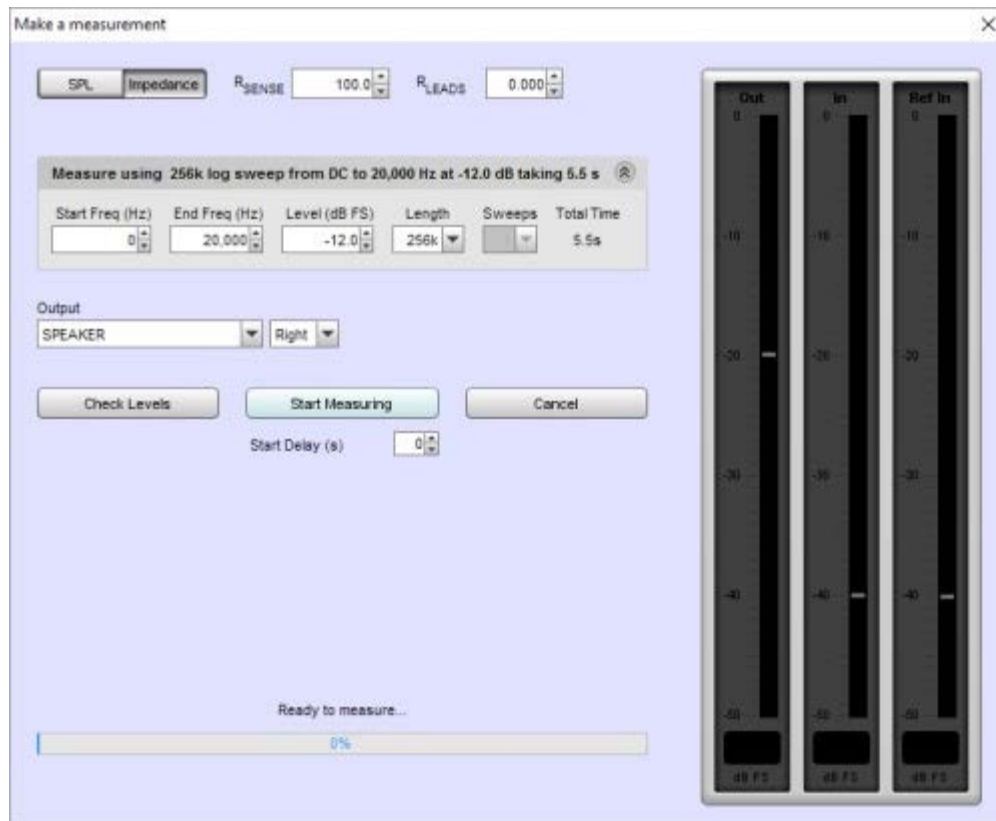 Make a measurement
SPL Impedance RSENSE 100.0 RLEADS 0.000
Measure using 256k log sweep from DC to 20,000 Hz at -12.0 dB taking 5.5 s
Start Freq (Hz) End Freq (Hz) Level (dB FS) Length Sweeps Total Time
0 20,000 -12.0 256k 5.5s
Output
SPEAKER Right
Check Levels Start Measuring Cancel
Start Delay (s) 0
Ready to measure...
0%
Out In Ref In
0 0 0
-10 -10 -10
-20 -20 -20
-30 -30 -30
-40 -40 -40
-50 -50 -50
dB FS dB FS dB FS